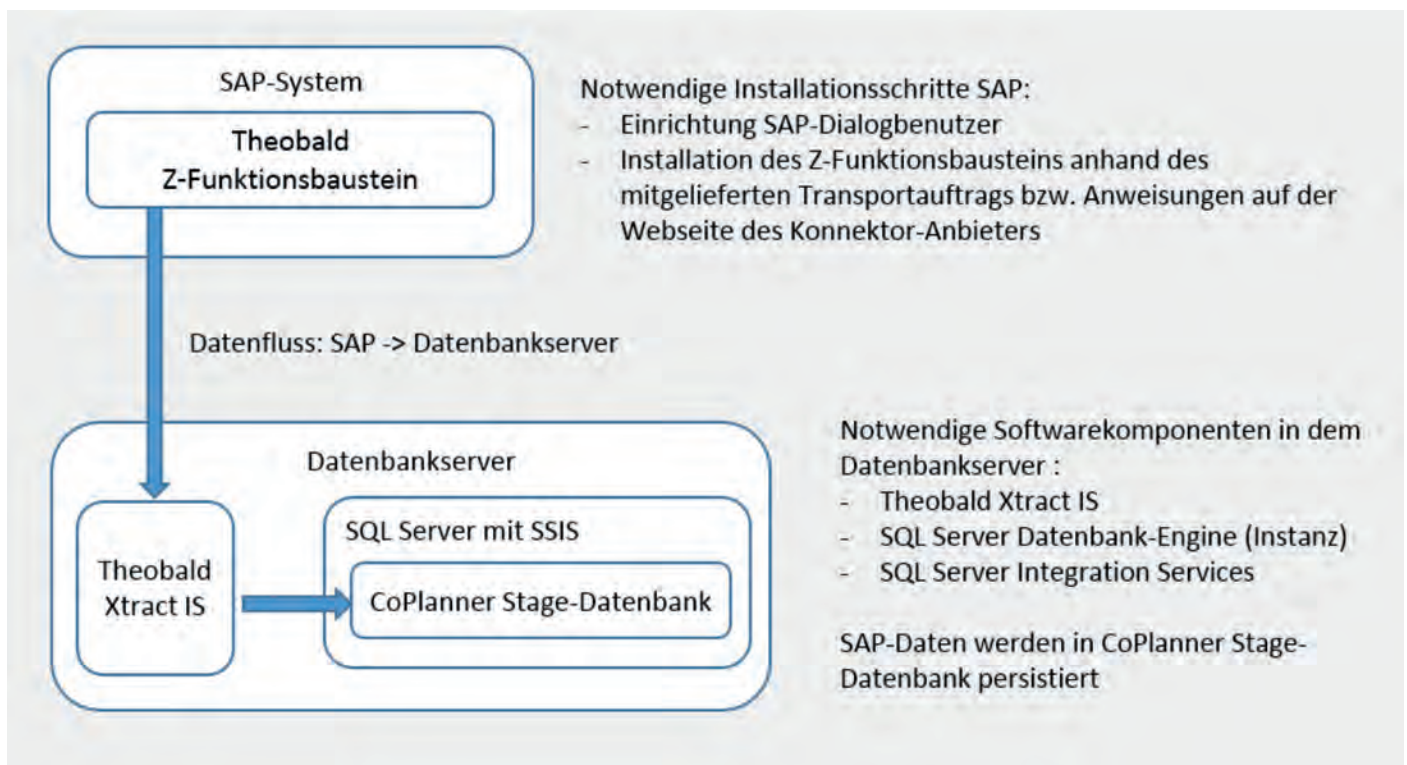 SAP-System
Theobald
Z-Funktionsbaustein
Notwendige Installationsschritte SAP:
- Einrichtung SAP-Dialogbenutzer
- Installation des Z-Funktionsbausteins anhand des
mitgelieferten Transportauftrags bzw. Anweisungen auf der
Webseite des Konnektor-Anbieters
Datenfluss: SAP -> Datenbankserver
Datenbankserver
Theobald
Xtract IS
SQL Server mit SSIS
CoPlanner Stage-Datenbank
Notwendige Softwarekomponenten in dem
Datenbankserver :
- Theobald Xtract IS
- SQL Server Datenbank-Engine (Instanz)
- SQL Server Integration Services
SAP-Daten werden in CoPlanner Stage-
Datenbank persistiert